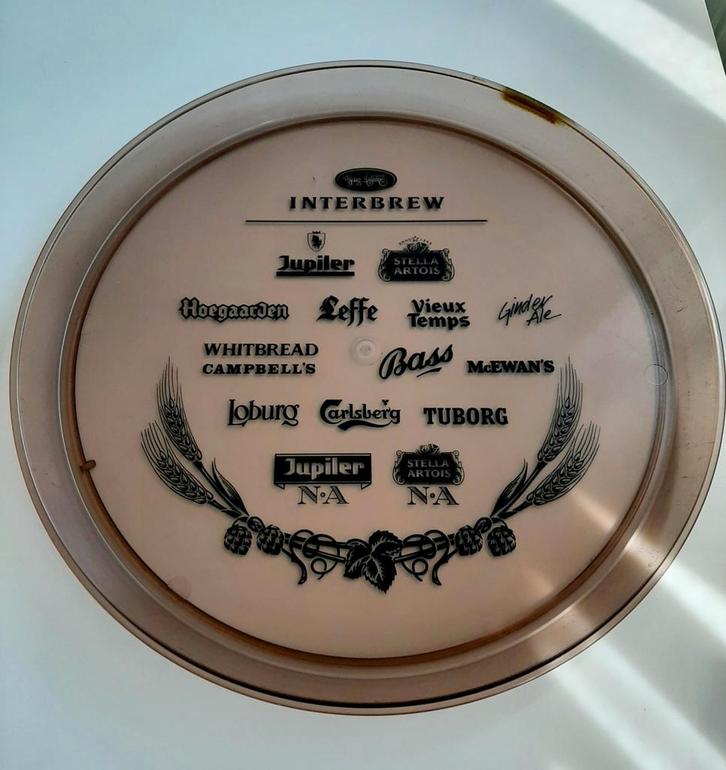 INTERBREW
Jupiler STELLA ARTOIS
Hoegaarden Leffe Vieux Temps Ginder Ale
WHITBREAD CAMPBELL'S Bass McEWAN'S
Loburg Carlsberg TUBORG
Jupiler N•A STELLA ARTOIS N•A